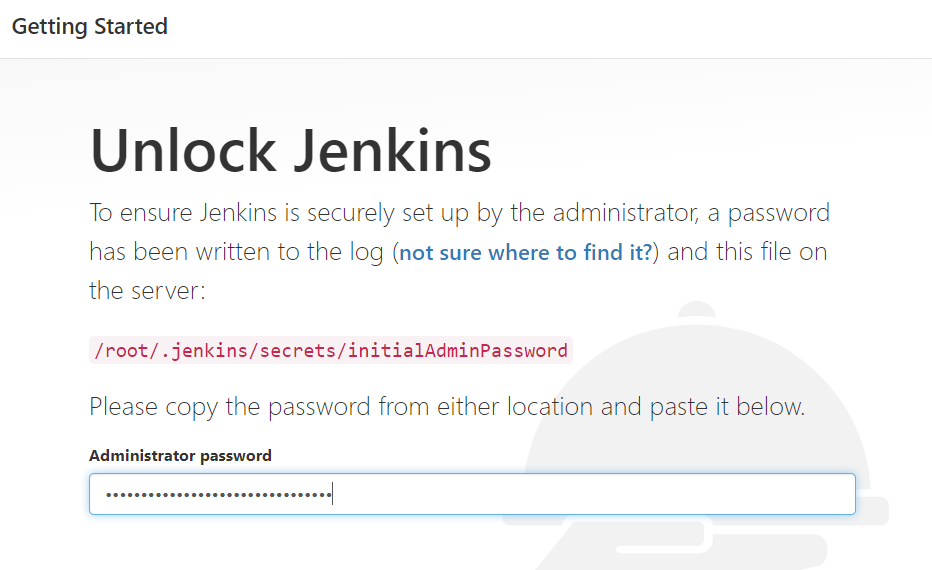 Getting Started
Unlock Jenkins
To ensure Jenkins is securely set up by the administrator, a password
has been written to the log (not sure where to find it?) and this file on
the server:
/root/.jenkins/secrets/initialAdminPassword
Please copy the password from either location and paste it below.
Administrator password
••••••••••••••••••••••••••••••••